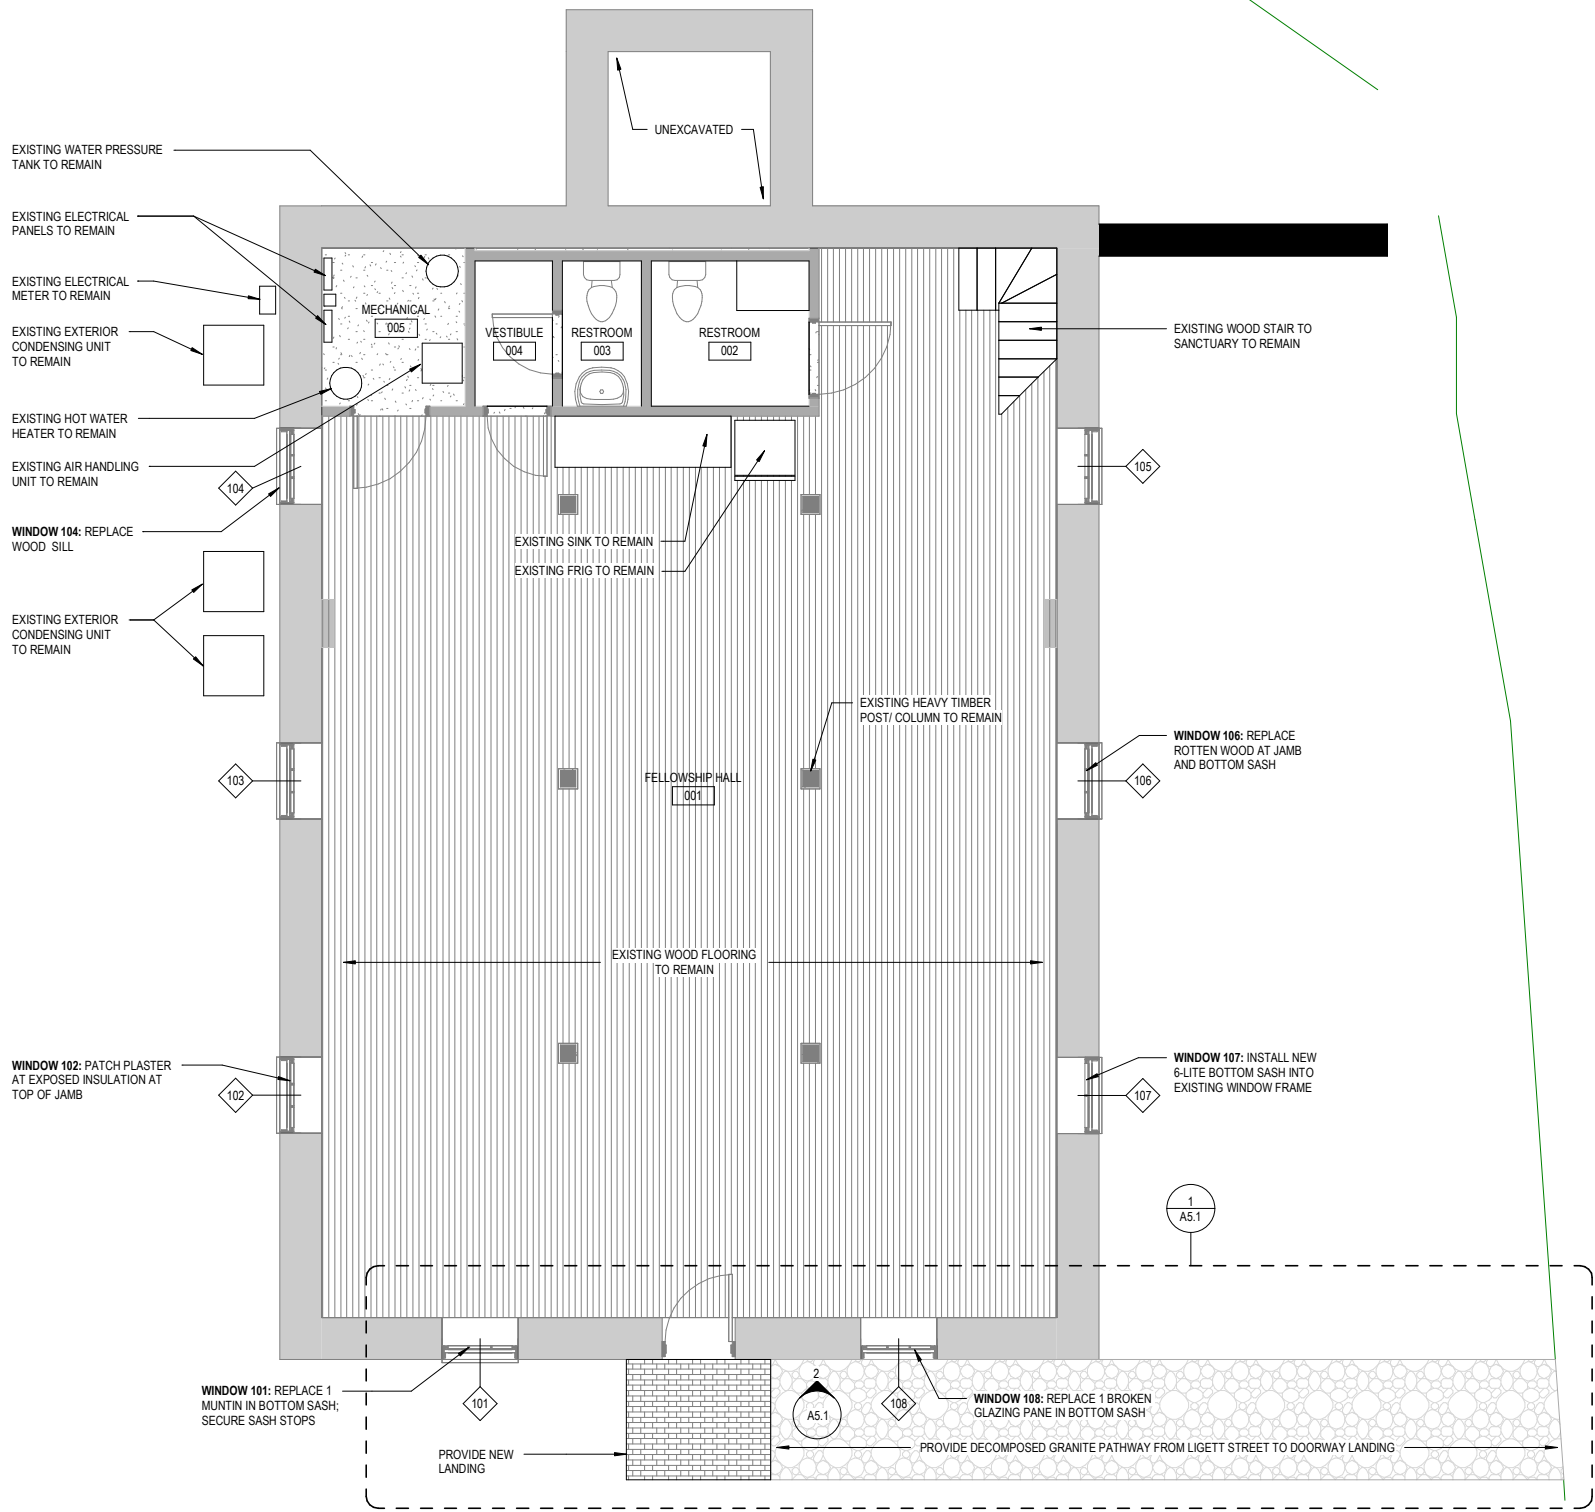 UNEXCAVATED
EXISTING WATER PRESSURE
TANK TO REMAIN
EXISTING ELECTRICAL
PANELS TO REMAIN
EXISTING ELECTRICAL
METER TO REMAIN
EXISTING EXTERIOR
CONDENSING UNIT
TO REMAIN
EXISTING HOT WATER
HEATER TO REMAIN
EXISTING AIR HANDLING
UNIT TO REMAIN
WINDOW 104: REPLACE
WOOD SILL
EXISTING EXTERIOR
CONDENSING UNIT
TO REMAIN
WINDOW 102: PATCH PLASTER
AT EXPOSED INSULATION AT
TOP OF JAMB
104
103
102
MECHANICAL
005
VESTIBULE
004
RESTROOM
003
RESTROOM
002
EXISTING SINK TO REMAIN
EXISTING FRIG TO REMAIN
EXISTING HEAVY TIMBER
POST/ COLUMN TO REMAIN
FELLOWSHIP HALL
001
EXISTING WOOD FLOORING
TO REMAIN
EXISTING WOOD STAIR TO
SANCTUARY TO REMAIN
105
WINDOW 106: REPLACE
ROTTEN WOOD AT JAMB
AND BOTTOM SASH
106
WINDOW 107: INSTALL NEW
6-LITE BOTTOM SASH INTO
EXISTING WINDOW FRAME
107
1
A5.1
WINDOW 101: REPLACE 1
MUNTIN IN BOTTOM SASH;
SECURE SASH STOPS
101
2
A5.1
108
WINDOW 108: REPLACE 1 BROKEN
GLAZING PANE IN BOTTOM SASH
PROVIDE NEW
LANDING
PROVIDE DECOMPOSED GRANITE PATHWAY FROM LIGETT STREET TO DOORWAY LANDING